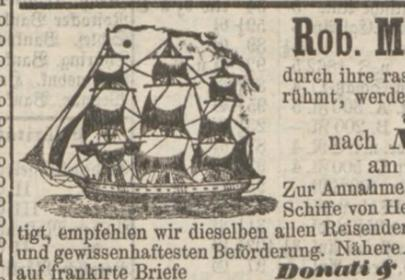 Rob. M
durch ihre ras
rühmt, werde
nach N
am
Zur Annahme
Schiffe von He
tigt, empfehlen wir dieselben allen Reisenden
und gewissenhaftesten Beförderung. Nähere
auf frankirte Briefe Donati &